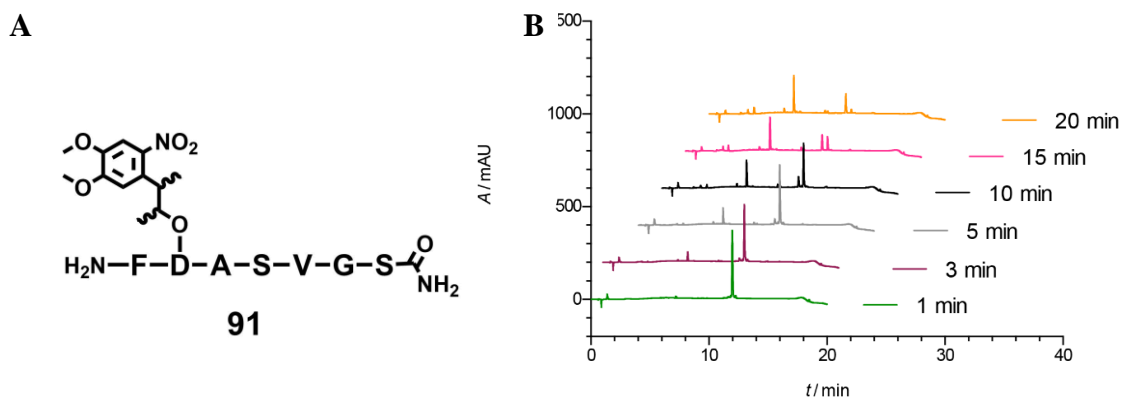 A
B
O
NO₂
O
O
H₂N–F–D–A–S–V–G–S
O
NH₂
91
A / mAU
500
1000
500
0
0
10
20
30
40
t / min
20 min
15 min
10 min
5 min
3 min
1 min